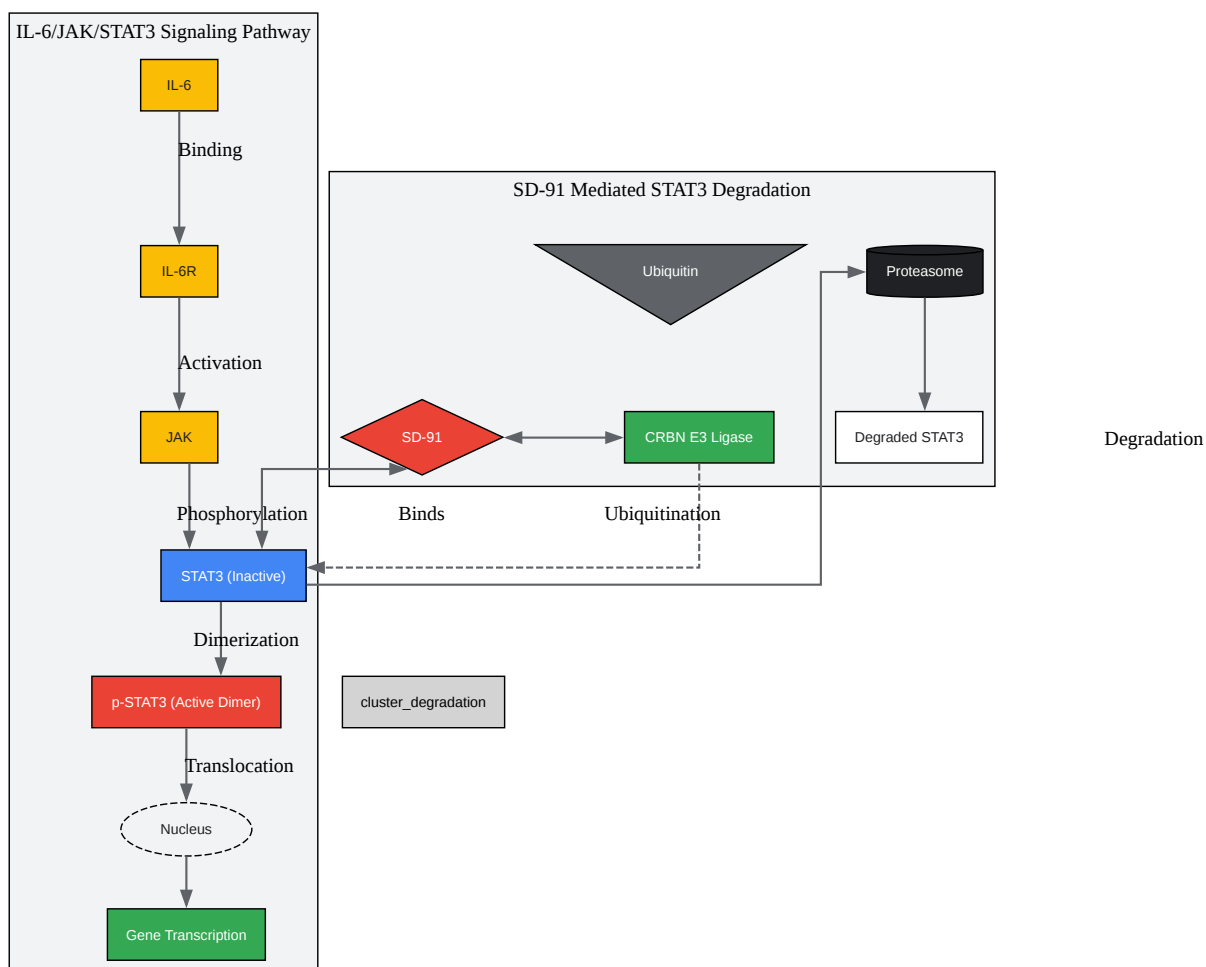 IL-6/JAK/STAT3 Signaling Pathway
IL-6
Binding
IL-6R
Activation
JAK
Phosphorylation
STAT3 (Inactive)
Dimerization
p-STAT3 (Active Dimer)
Translocation
Nucleus
Gene Transcription
SD-91 Mediated STAT3 Degradation
Ubiquitin
Proteasome
SD-91
CRBN E3 Ligase
Degraded STAT3
Degradation
Binds
Ubiquitination
cluster_degradation